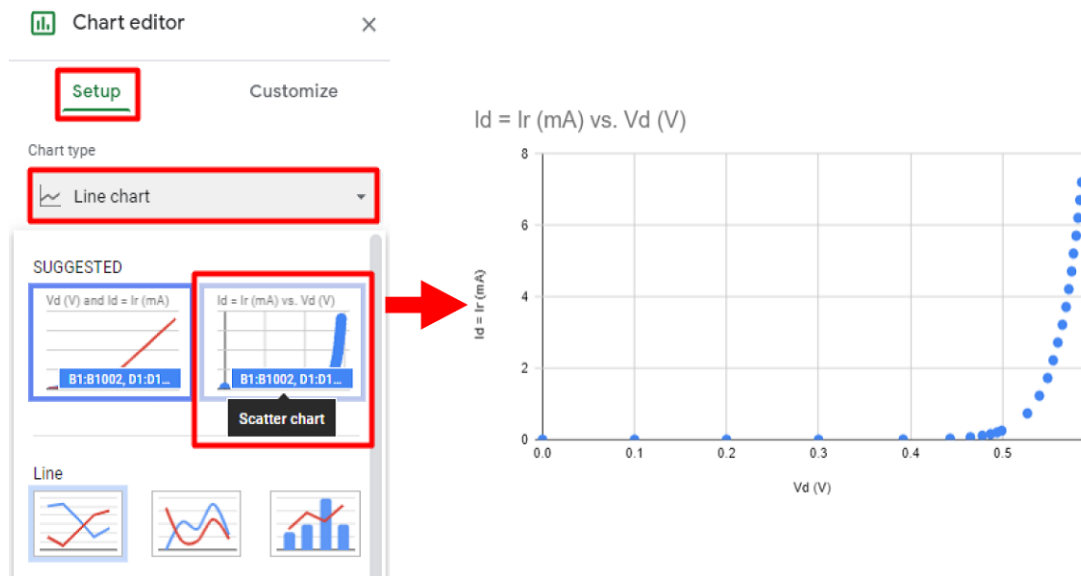 Chart editor
Setup
Customize
Chart type
Line chart
SUGGESTED
Vd (V) and Id = Ir (mA)
B1:B1002, D1:D1...
Id = Ir (mA) vs. Vd (V)
B1:B1002, D1:D1...
Scatter chart
Line
Id = Ir (mA) vs. Vd (V)
Id = Ir (mA)
8
6
4
2
0
0.0
0.1
0.2
0.3
0.4
0.5
Vd (V)